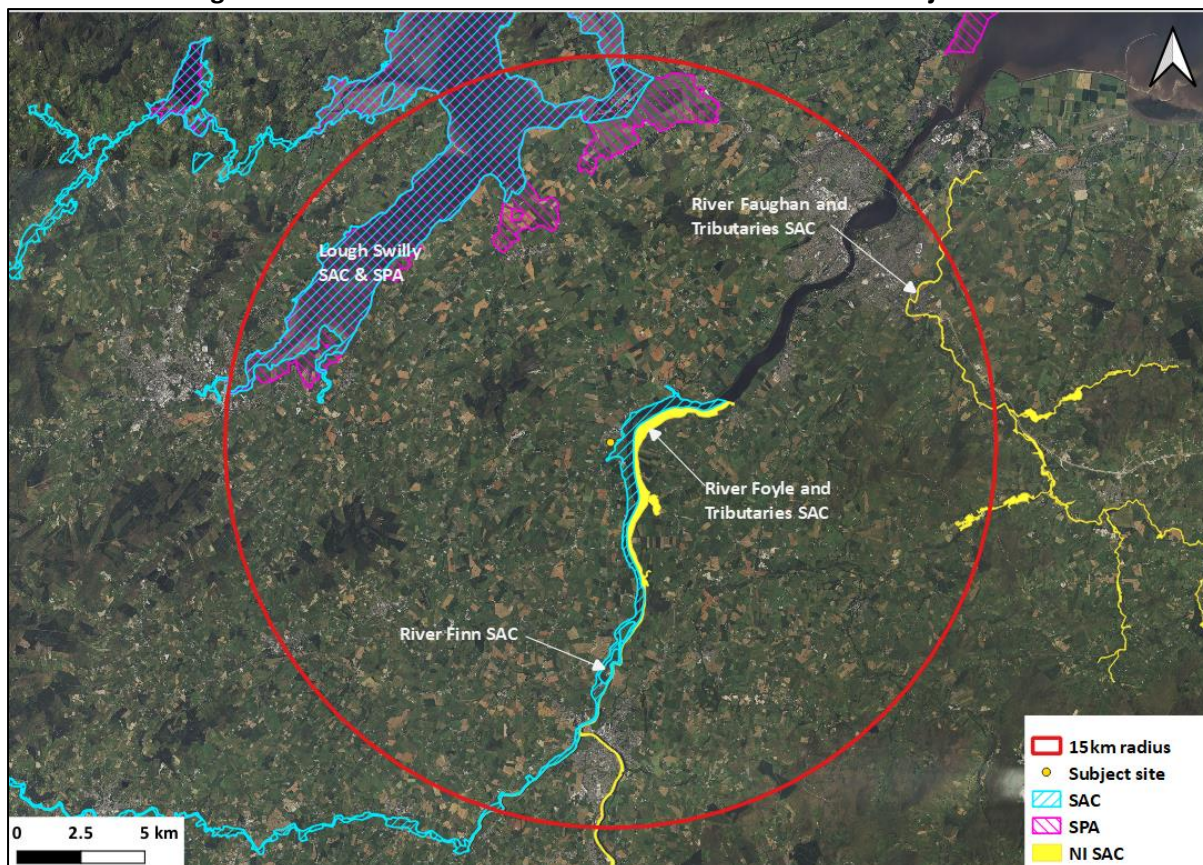 River Faughan and
Tributaries SAC
Lough Swilly
SAC & SPA
River Foyle and
Tributaries SAC
River Finn SAC
15km radius
Subject site
SAC
SPA
NI SAC
0 2.5 5 km